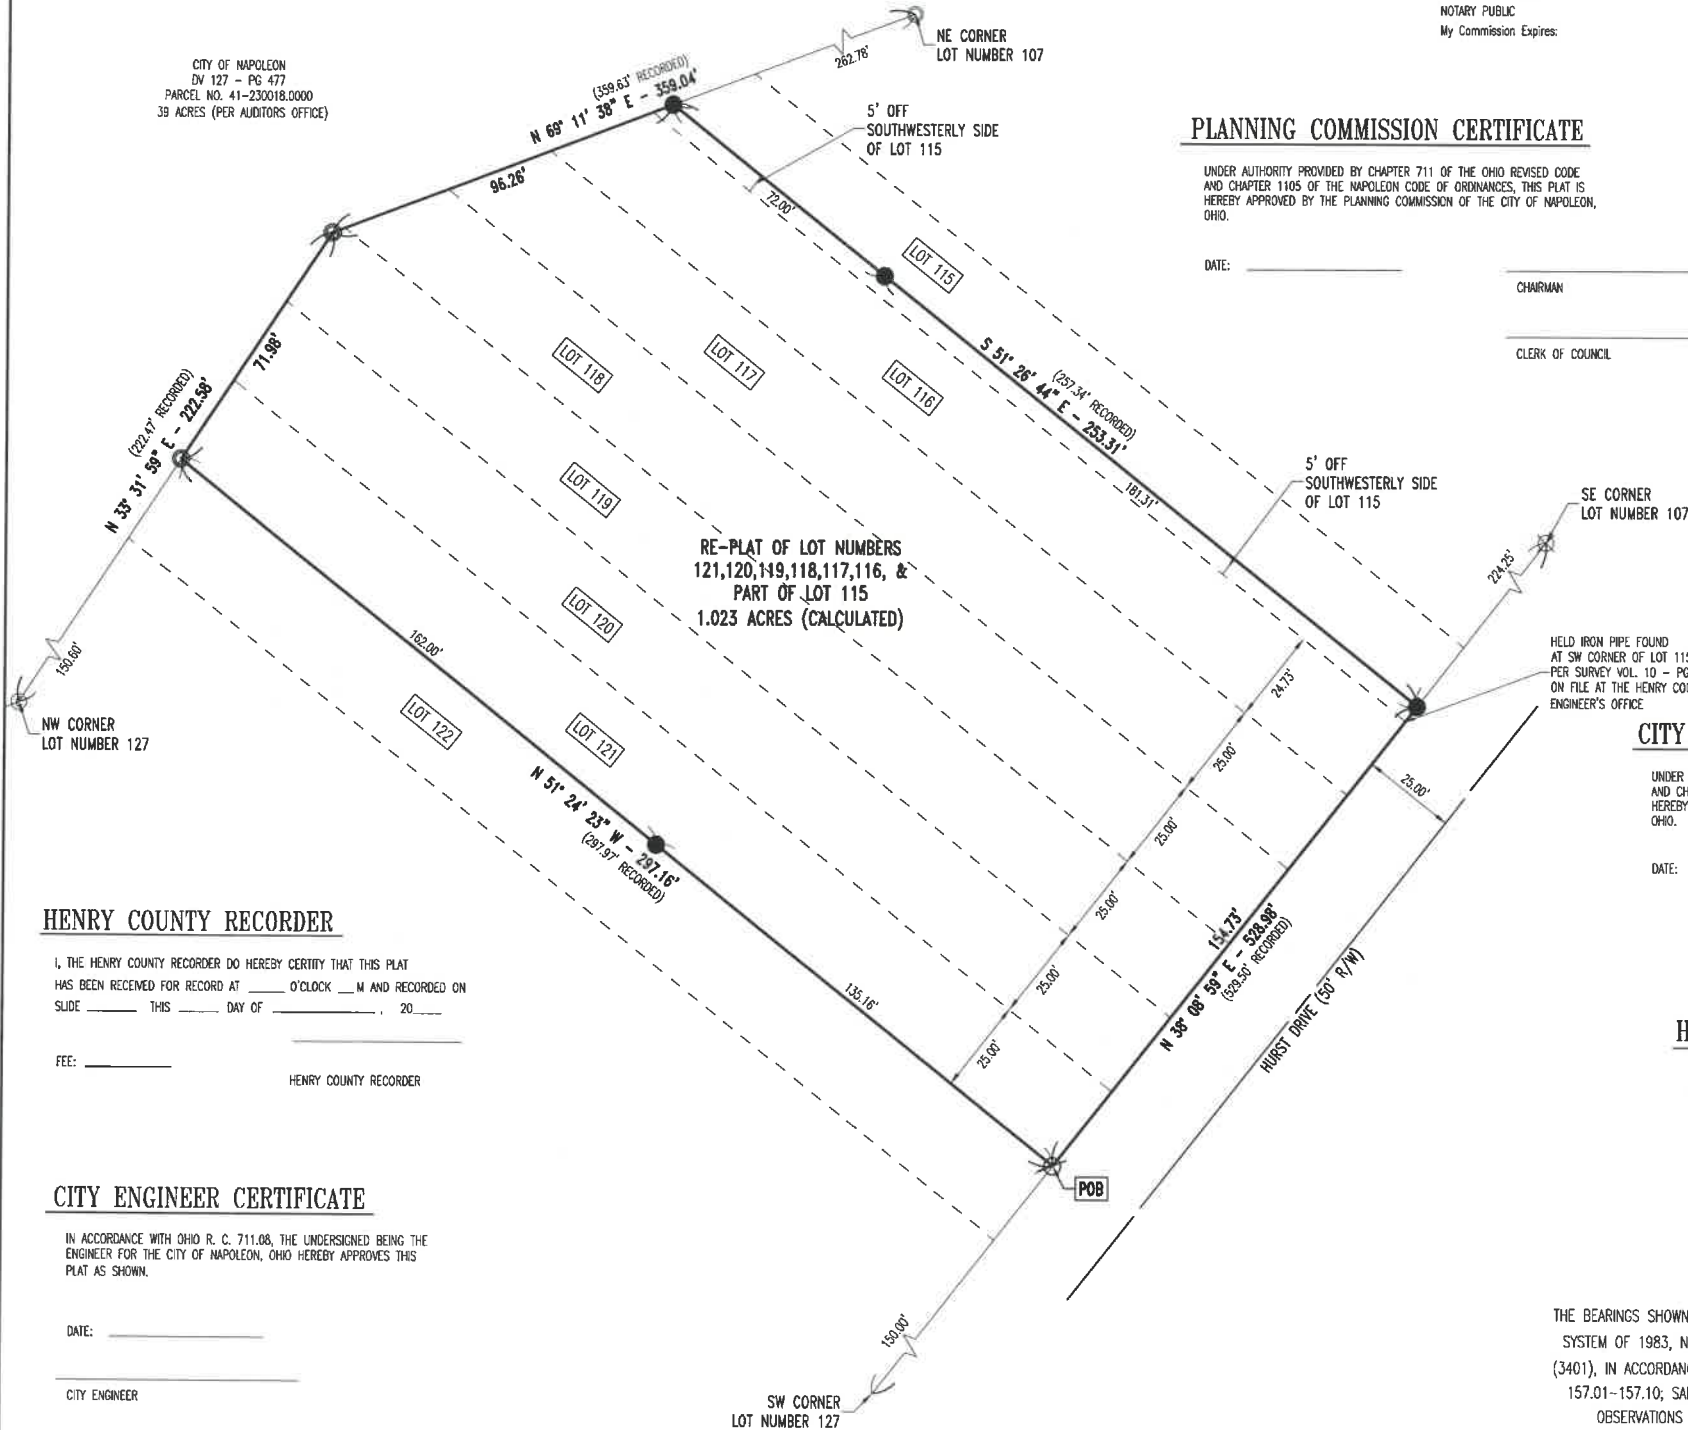 NOTARY PUBLIC
My Commission Expires:
CITY OF NAPOLEON
DV 127 - PG 477
PARCEL NO. 41-230018.0000
39 ACRES (PER AUDITORS OFFICE)
NE CORNER
LOT NUMBER 107
262.78'
(359.63' RECORDED)
N 69° 11' 38" E - 359.04'
96.26'
5' OFF
SOUTHWESTERLY SIDE
OF LOT 115
72.00'
PLANNING COMMISSION CERTIFICATE
UNDER AUTHORITY PROVIDED BY CHAPTER 711 OF THE OHIO REVISED CODE
AND CHAPTER 1105 OF THE NAPOLEON CODE OF ORDINANCES, THIS PLAT IS
HEREBY APPROVED BY THE PLANNING COMMISSION OF THE CITY OF NAPOLEON,
OHIO.
DATE:
CHAIRMAN
CLERK OF COUNCIL
LOT 115
LOT 116
LOT 117
LOT 118
LOT 119
LOT 120
LOT 121
LOT 122
71.98'
(222.47' RECORDED)
N 33° 31' 59" E - 222.58'
150.60'
NW CORNER
LOT NUMBER 127
S 51° 26' 44" E - 253.31'
(257.34' RECORDED)
181.31'
5' OFF
SOUTHWESTERLY SIDE
OF LOT 115
SE CORNER
LOT NUMBER 107
224.25'
RE-PLAT OF LOT NUMBERS
121,120,119,118,117,116, &
PART OF LOT 115
1.023 ACRES (CALCULATED)
HELD IRON PIPE FOUND
AT SW CORNER OF LOT 115
PER SURVEY VOL. 10 - PG
ON FILE AT THE HENRY CO
ENGINEER'S OFFICE
162.00'
N 51° 24' 23" W - 297.16'
(297.97' RECORDED)
135.16'
24.73'
25.00'
25.00'
25.00'
25.00'
25.00'
25.00'
154.73'
N 38° 08' 59" E - 528.98'
(529.50' RECORDED)
HURST DRIVE (50' R/W)
POB
150.00'
SW CORNER
LOT NUMBER 127
CITY
UNDER
AND CH
HEREBY
OHIO.
DATE:
H
HENRY COUNTY RECORDER
I, THE HENRY COUNTY RECORDER DO HEREBY CERTITY THAT THIS PLAT
HAS BEEN RECEIVED FOR RECORD AT _____ O'CLOCK __ M AND RECORDED ON
SLIDE _____ THIS _____ DAY OF __________, 20___
FEE:
HENRY COUNTY RECORDER
CITY ENGINEER CERTIFICATE
IN ACCORDANCE WITH OHIO R. C. 711.08, THE UNDERSIGNED BEING THE
ENGINEER FOR THE CITY OF NAPOLEON, OHIO HEREBY APPROVES THIS
PLAT AS SHOWN.
DATE:
CITY ENGINEER
THE BEARINGS SHOWN
SYSTEM OF 1983, N
(3401), IN ACCORDANC
157.01-157.10; SAI
OBSERVATIONS